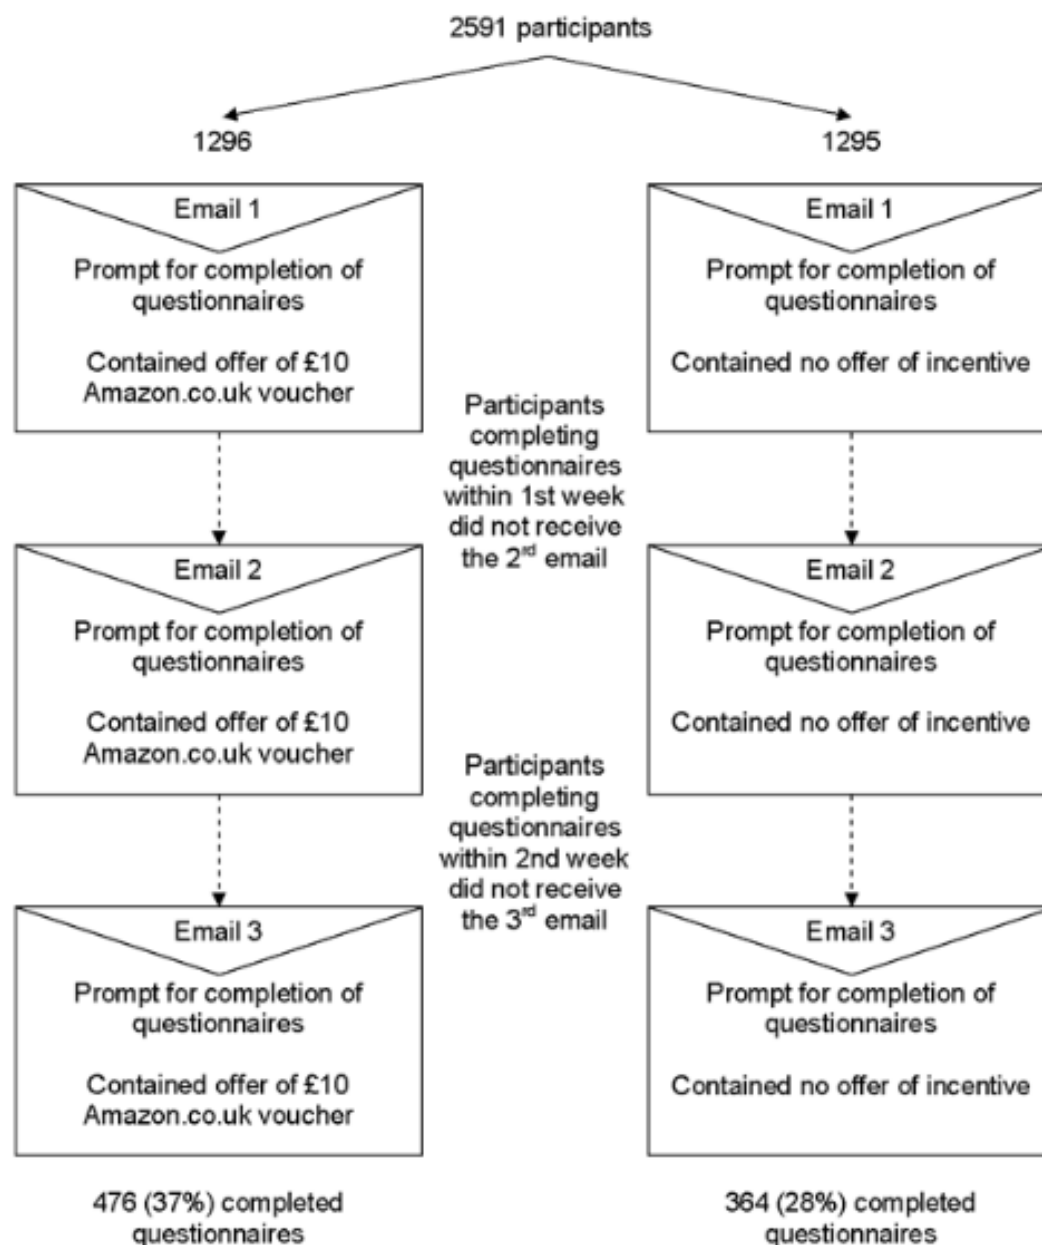 2591 participants
1296
1295
Email 1
Prompt for completion of
questionnaires
Contained offer of £10
Amazon.co.uk voucher
Email 1
Prompt for completion of
questionnaires
Contained no offer of incentive
Participants
completing
questionnaires
within 1st week
did not receive
the 2rd email
Email 2
Prompt for completion of
questionnaires
Contained offer of £10
Amazon.co.uk voucher
Email 2
Prompt for completion of
questionnaires
Contained no offer of incentive
Participants
completing
questionnaires
within 2nd week
did not receive
the 3rd email
Email 3
Prompt for completion of
questionnaires
Contained offer of £10
Amazon.co.uk voucher
Email 3
Prompt for completion of
questionnaires
Contained no offer of incentive
476 (37%) completed
questionnaires
364 (28%) completed
questionnaires